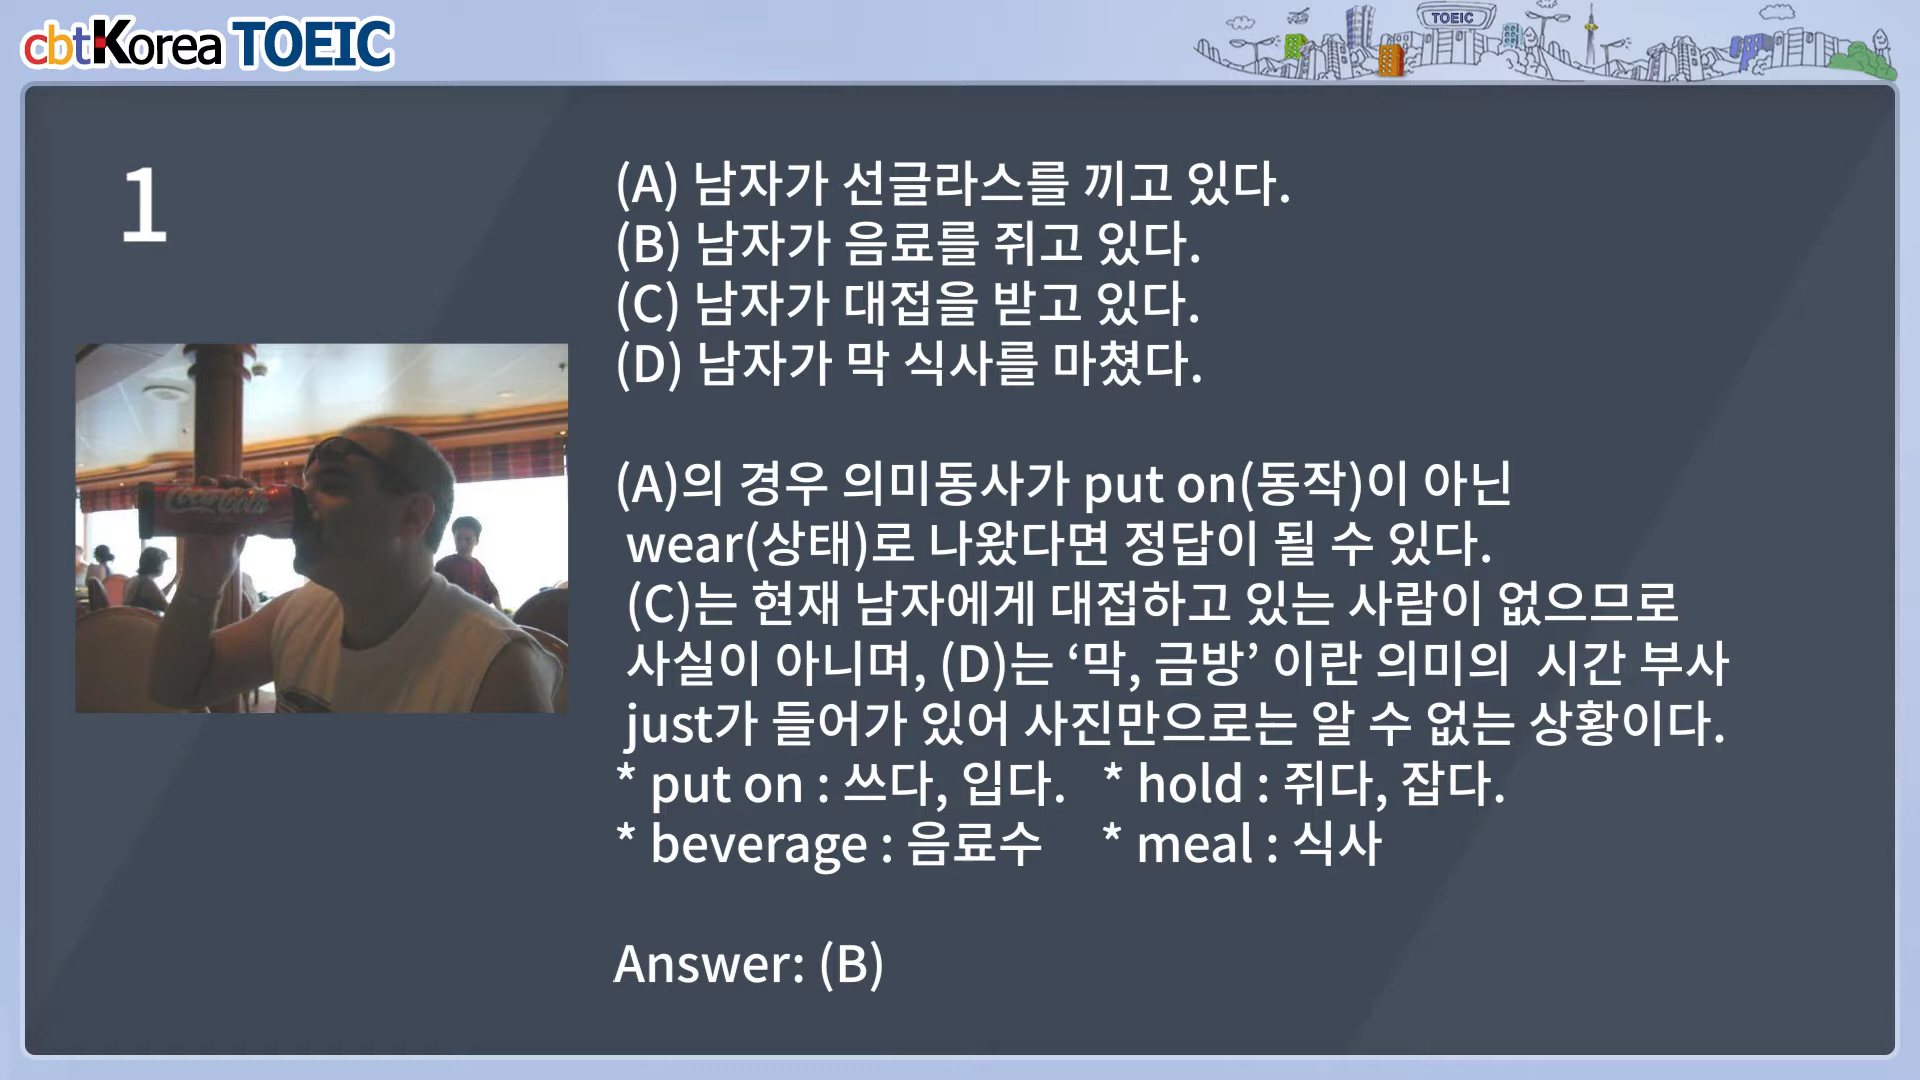 cbtKorea TOEIC
TOEIC
1
(A) 남자가 선글라스를 끼고 있다.
(B) 남자가 음료를 쥐고 있다.
(C) 남자가 대접을 받고 있다.
(D) 남자가 막 식사를 마쳤다.
Coca-Cola
(A)의 경우 의미동사가 put on(동작)이 아닌
wear(상태)로 나왔다면 정답이 될 수 있다.
(C)는 현재 남자에게 대접하고 있는 사람이 없으므로
사실이 아니며, (D)는 ‘막, 금방’ 이란 의미의 시간 부사
just가 들어가 있어 사진만으로는 알 수 없는 상황이다.
* put on : 쓰다, 입다. * hold : 쥐다, 잡다.
* beverage : 음료수 * meal : 식사
Answer: (B)